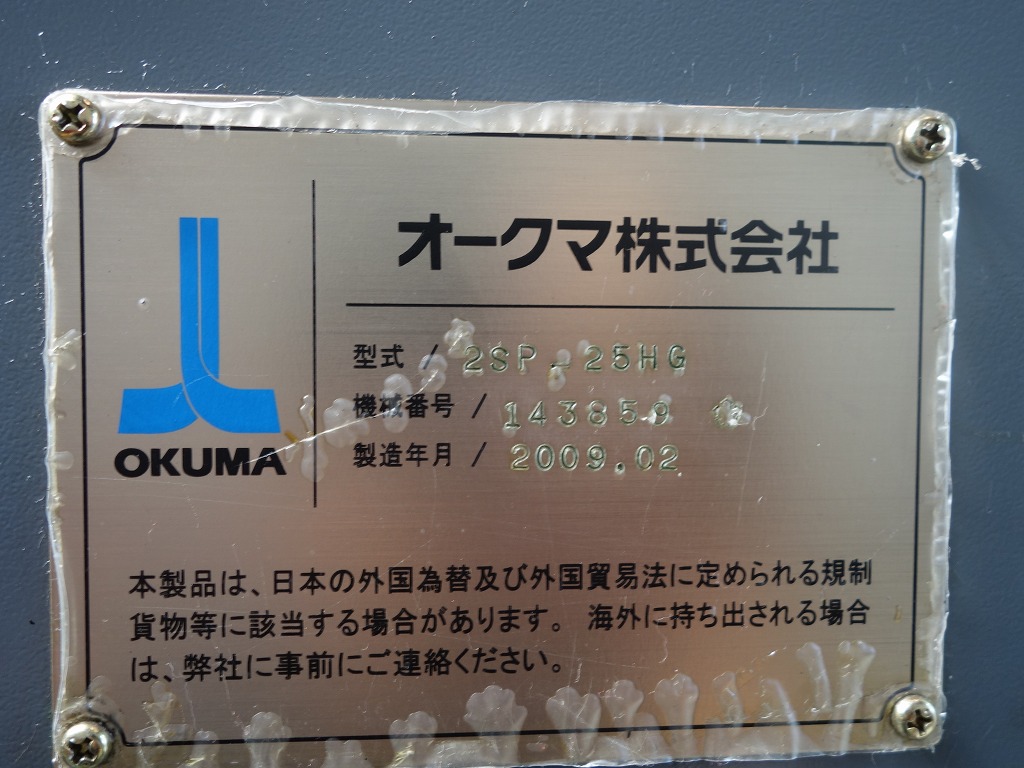 オークマ株式会社
型式 / 2SP-25HG
機械番号 / 143859
製造年月 / 2009.02
OKUMA
本製品は、日本の外国為替及び外国貿易法に定められる規制
貨物等に該当する場合があります。 海外に持ち出される場合
は、弊社に事前にご連絡ください。